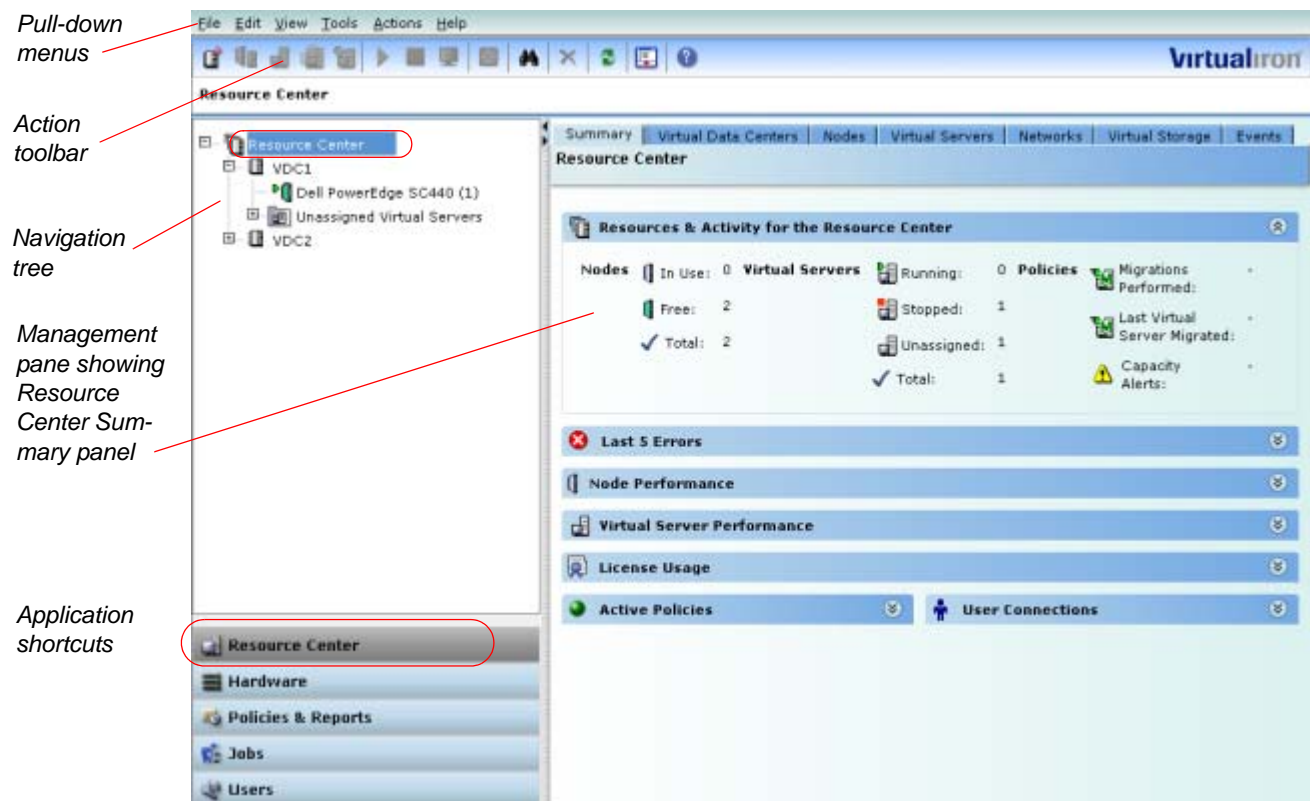 Pull-down
menus
Action
toolbar
Navigation
tree
Management
pane showing
Resource
Center Sum-
mary panel
Application
shortcuts
File Edit View Tools Actions Help
Virtualiron
Resource Center
Resource Center
VDC1
Dell PowerEdge SC440 (1)
Unassigned Virtual Servers
VDC2
Resource Center
Hardware
Policies & Reports
Jobs
Users
Summary Virtual Data Centers Nodes Virtual Servers Networks Virtual Storage Events
Resource Center
Resources & Activity for the Resource Center
Nodes In Use: 0 Virtual Servers Running: 0 Policies Migrations
Performed: -
Free: 2 Stopped: 1 Last Virtual
Server Migrated: -
Total: 2 Unassigned: 1
Total: 1 Capacity
Alerts: -
Last 5 Errors
Node Performance
Virtual Server Performance
License Usage
Active Policies User Connections